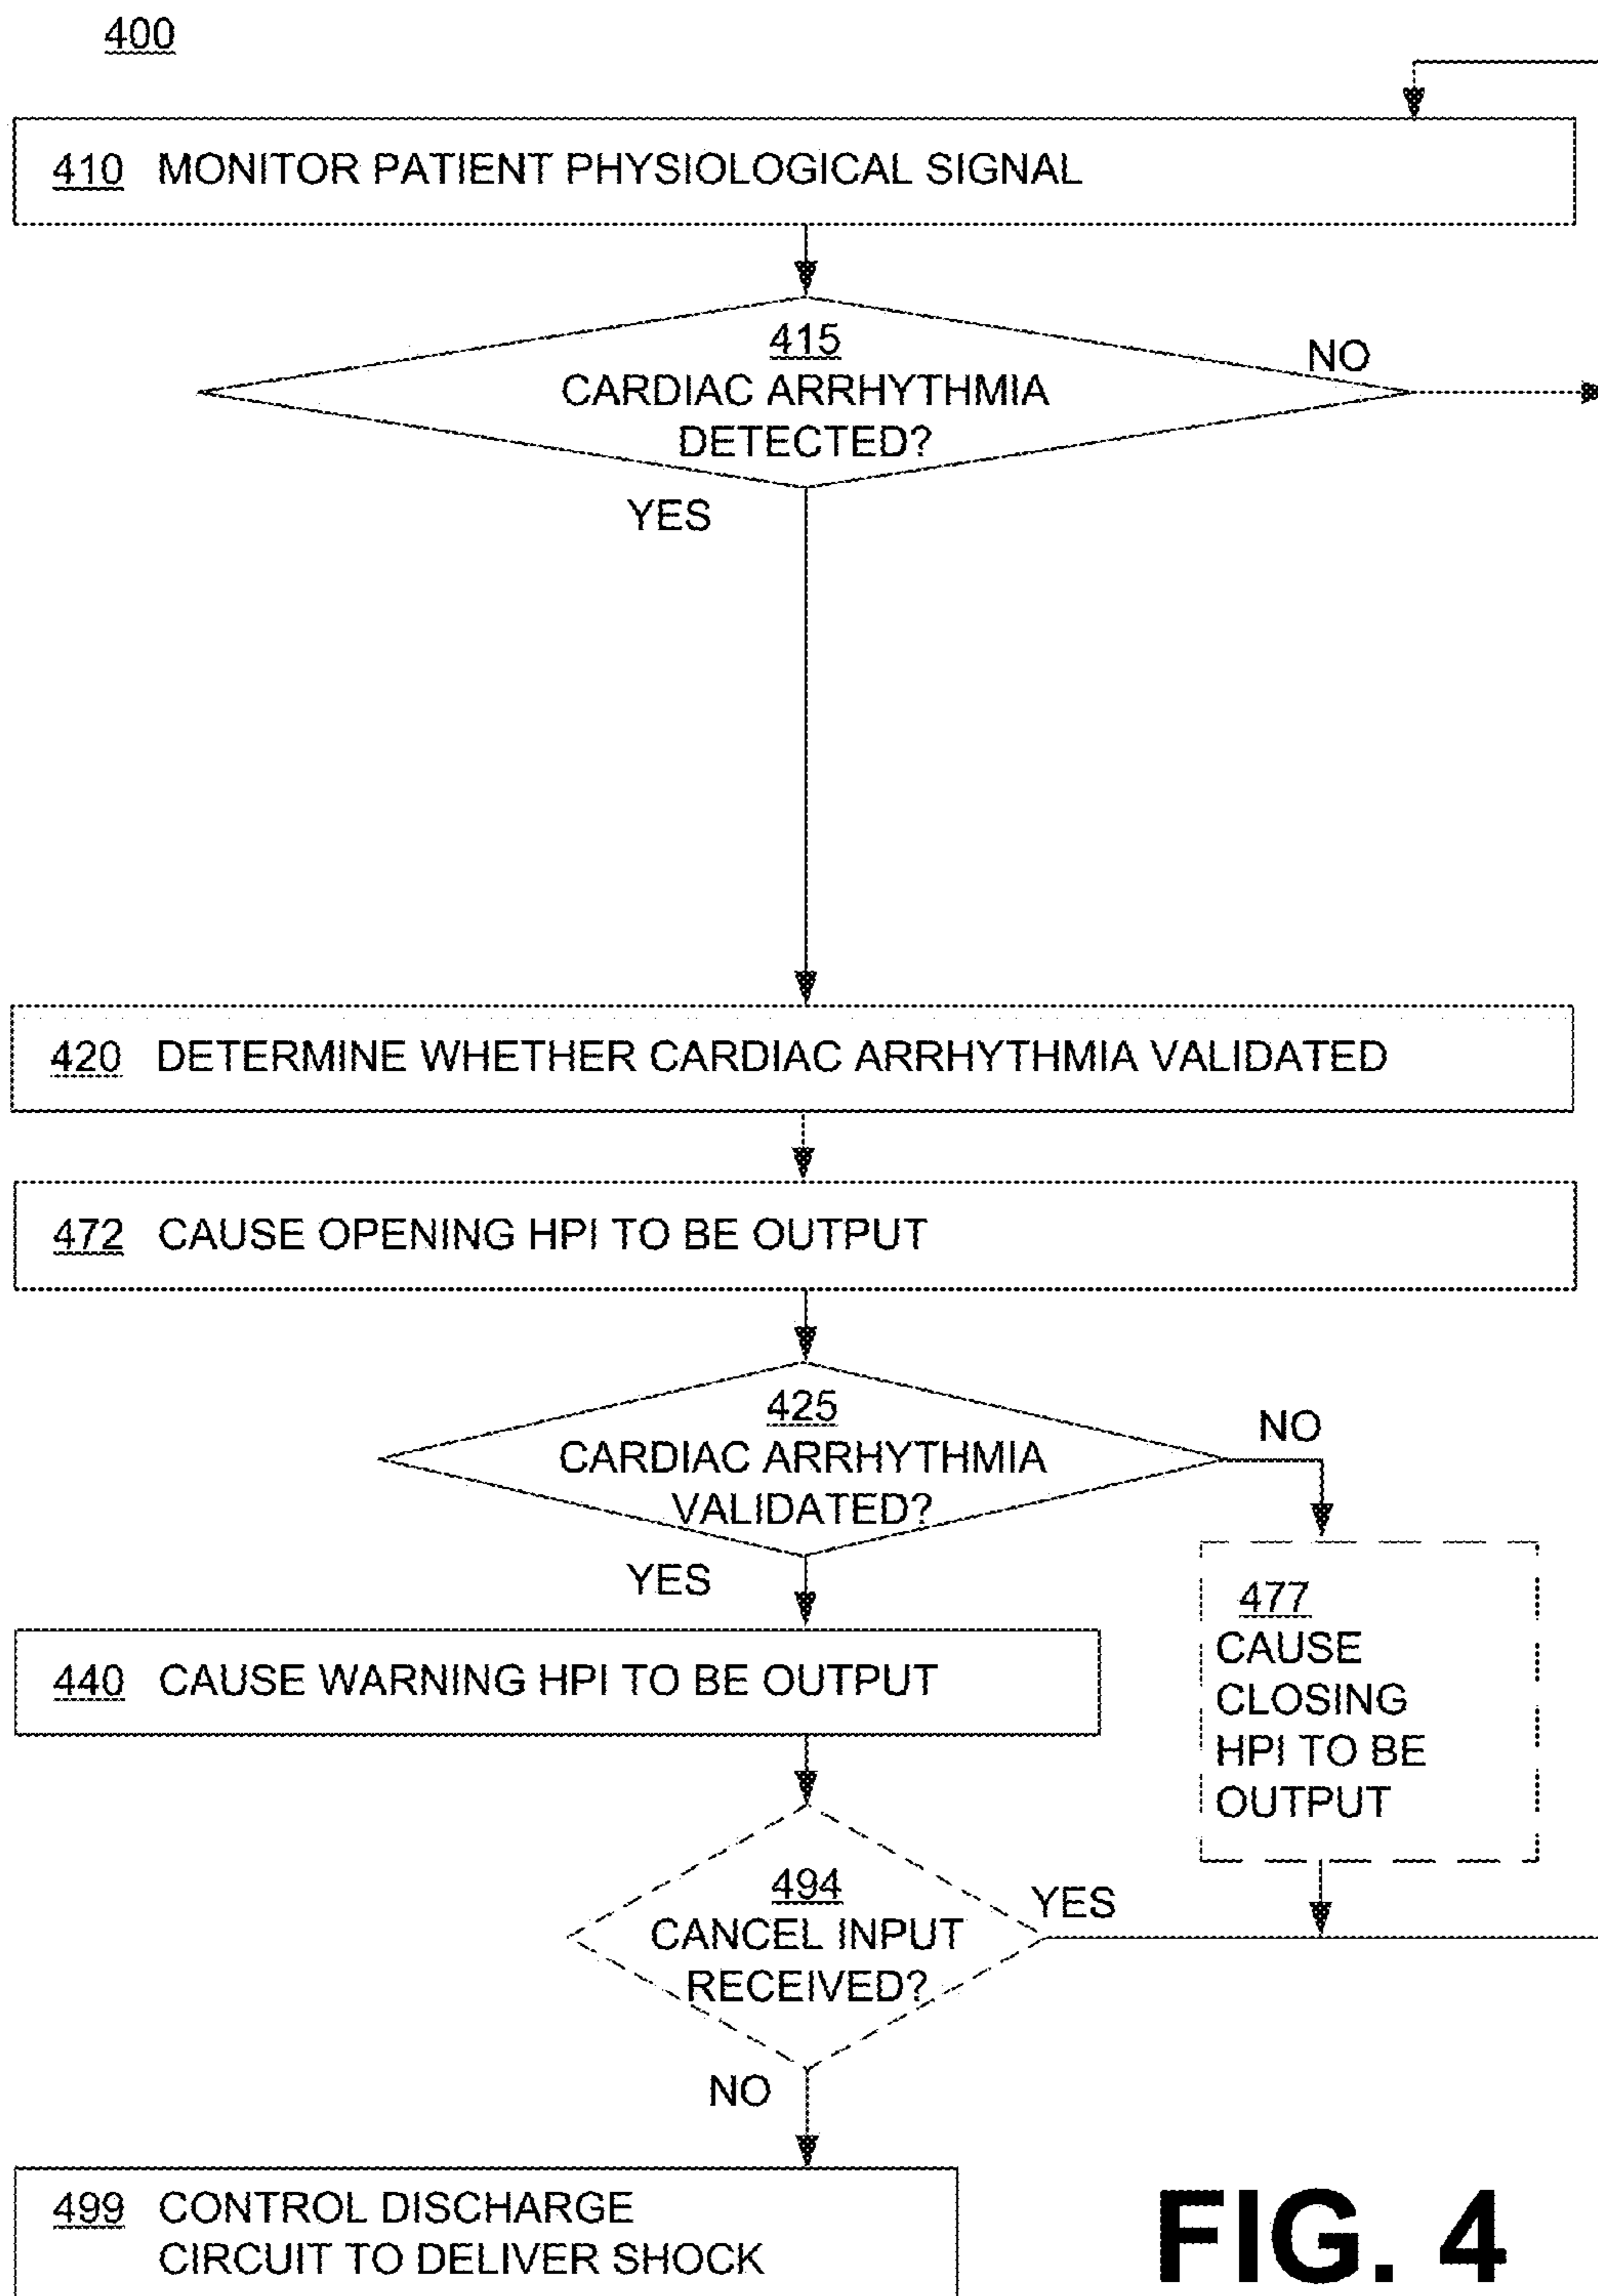 400
410 MONITOR PATIENT PHYSIOLOGICAL SIGNAL
415
CARDIAC ARRHYTHMIA
DETECTED?
NO
YES
420 DETERMINE WHETHER CARDIAC ARRHYTHMIA VALIDATED
472 CAUSE OPENING HPI TO BE OUTPUT
425
CARDIAC ARRHYTHMIA
VALIDATED?
NO
YES
477
CAUSE
CLOSING
HPI TO BE
OUTPUT
440 CAUSE WARNING HPI TO BE OUTPUT
494
CANCEL INPUT
RECEIVED?
YES
NO
499 CONTROL DISCHARGE
CIRCUIT TO DELIVER SHOCK
FIG. 4